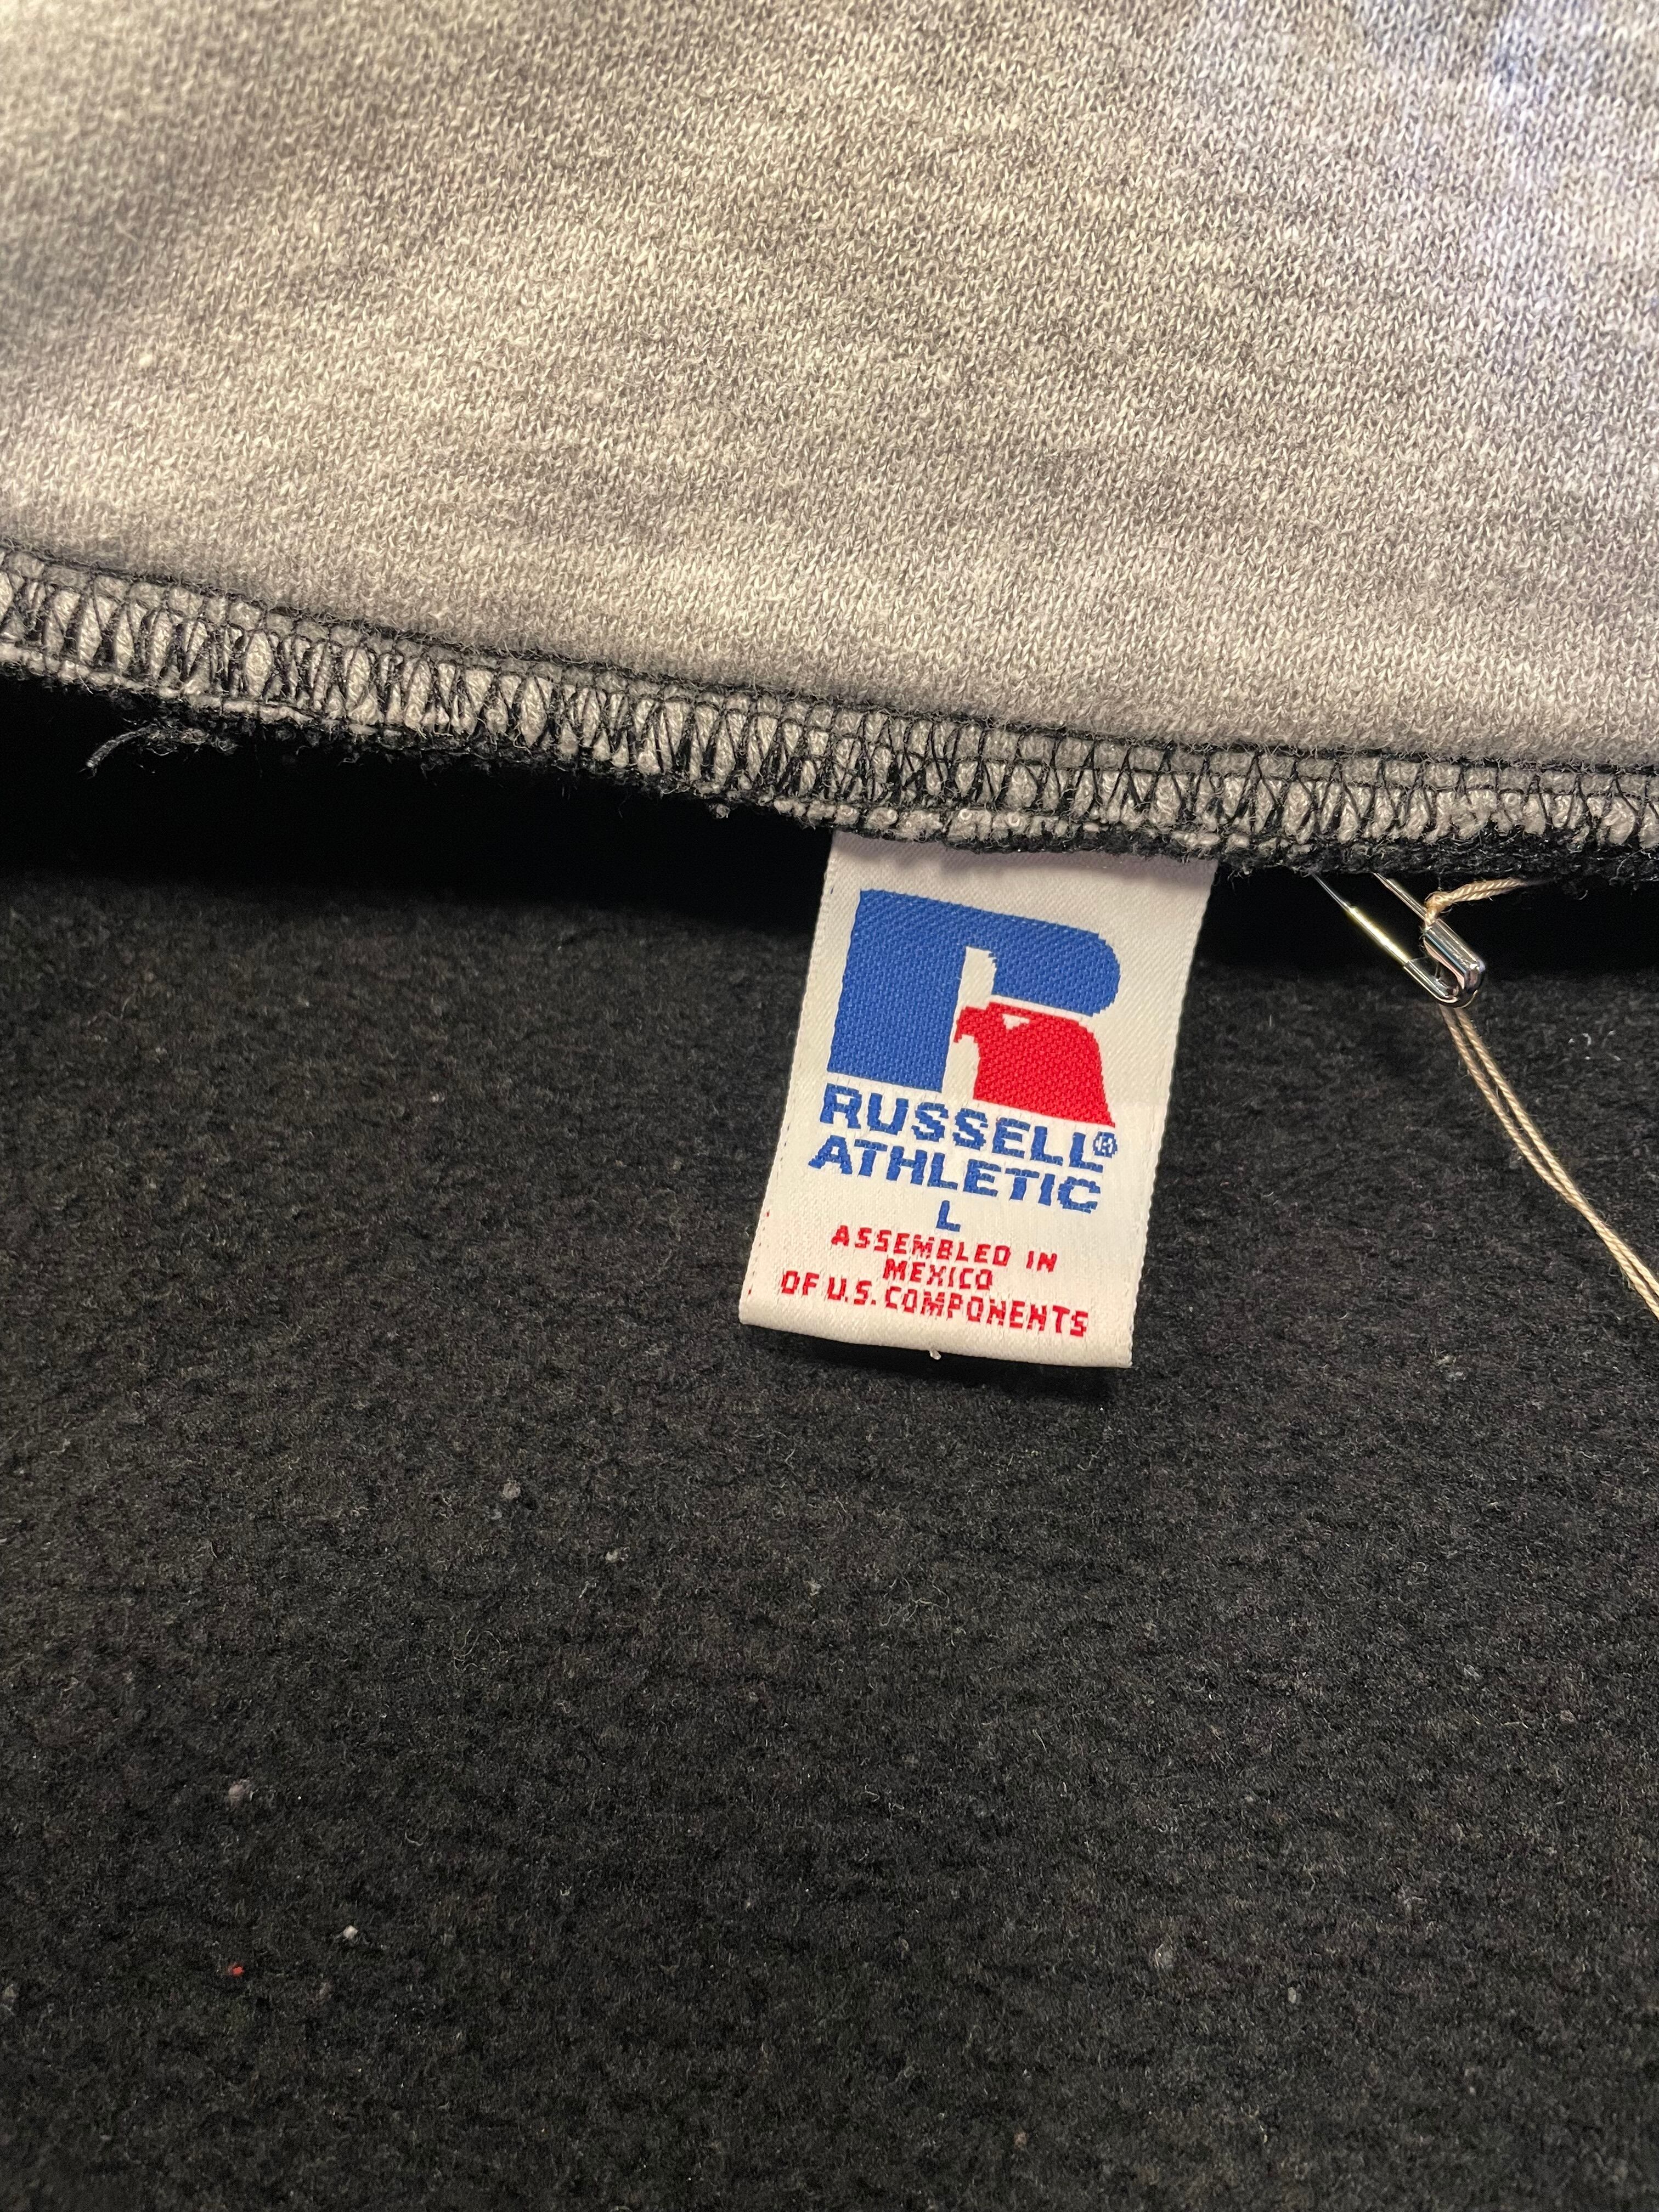 R
RUSSELL®
ATHLETIC
L
ASSEMBLED IN
MEXICO
OF U.S. COMPONENTS